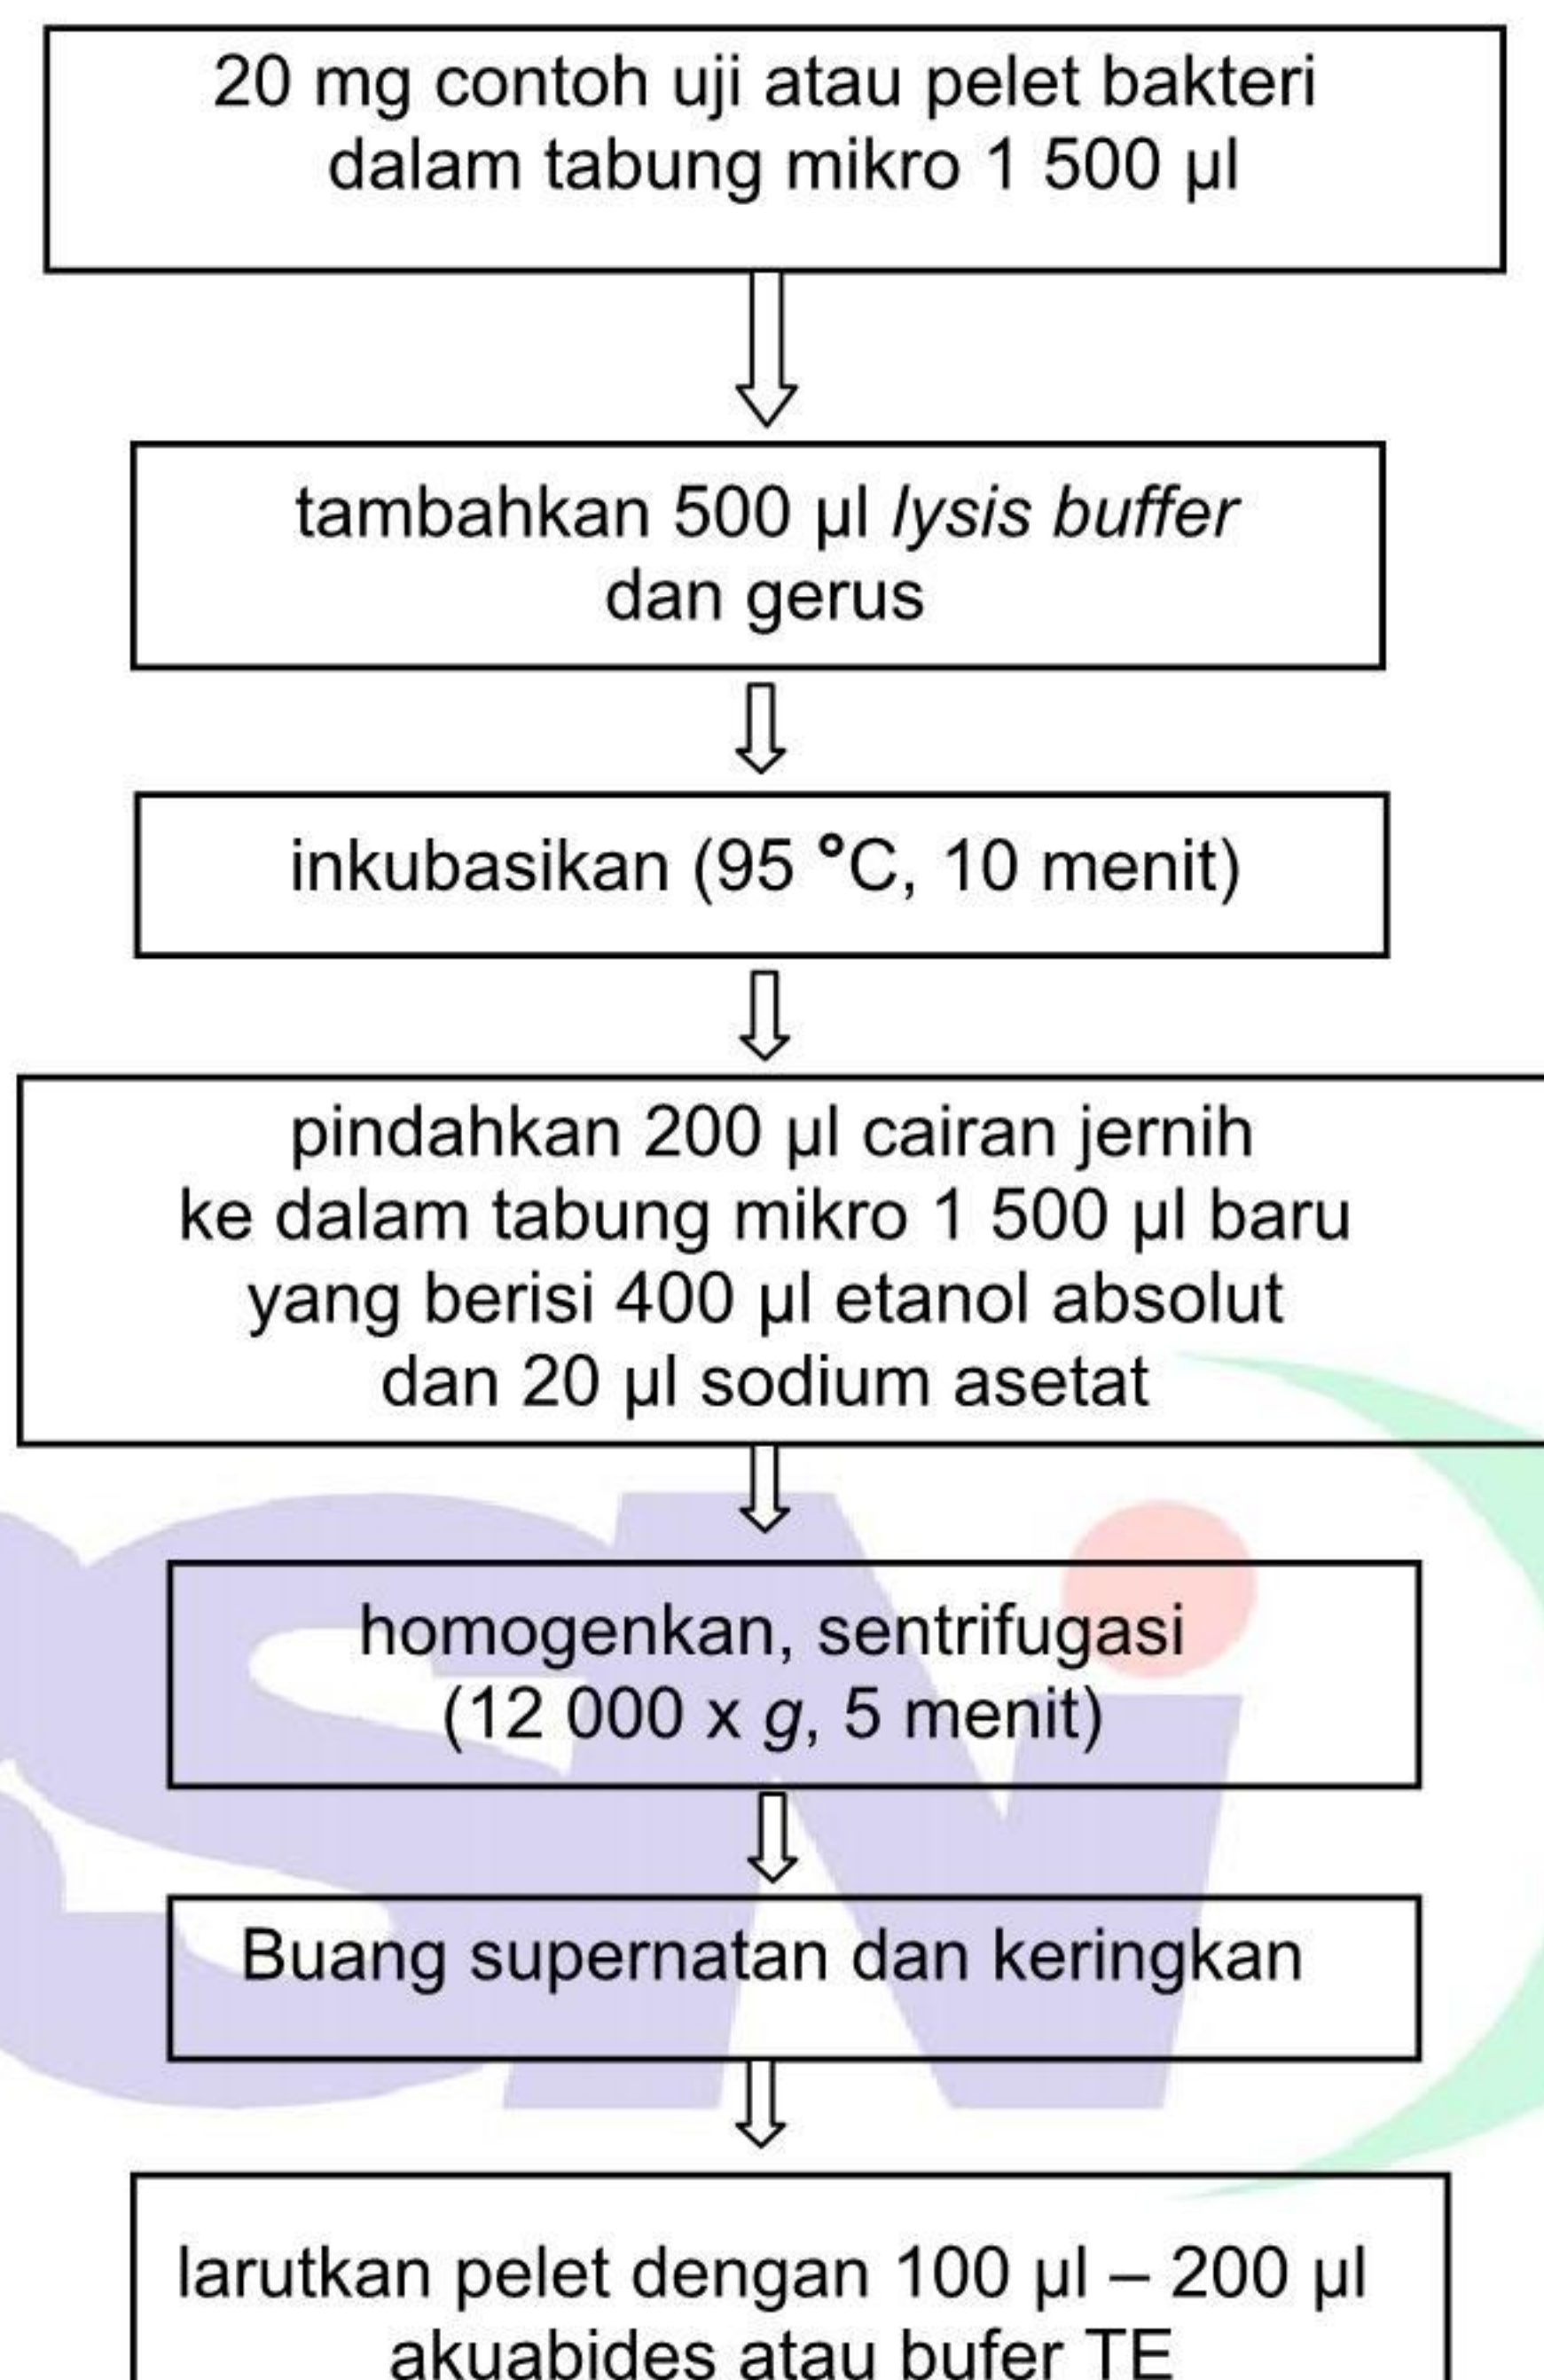 20 mg contoh uji atau pelet bakteri
dalam tabung mikro 1 500 µl
tambahkan 500 µl lysis buffer
dan gerus
inkubasikan (95 °C, 10 menit)
pindahkan 200 µl cairan jernih
ke dalam tabung mikro 1 500 µl baru
yang berisi 400 µl etanol absolut
dan 20 µl sodium asetat
homogenkan, sentrifugasi
(12 000 x g, 5 menit)
Buang supernatan dan keringkan
larutkan pelet dengan 100 µl – 200 µl
akuabides atau bufer TE
SNi